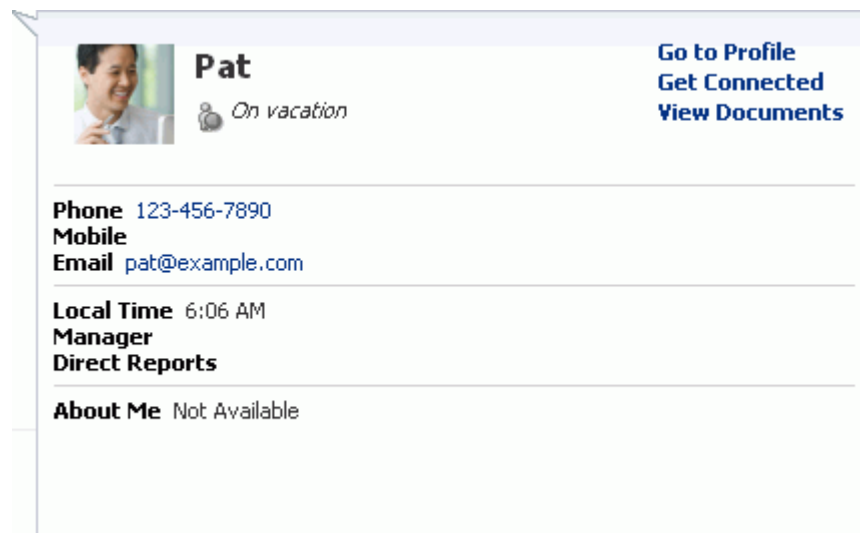 Pat
On vacation
Go to Profile
Get Connected
View Documents
Phone 123-456-7890
Mobile
Email pat@example.com
Local Time 6:06 AM
Manager
Direct Reports
About Me Not Available